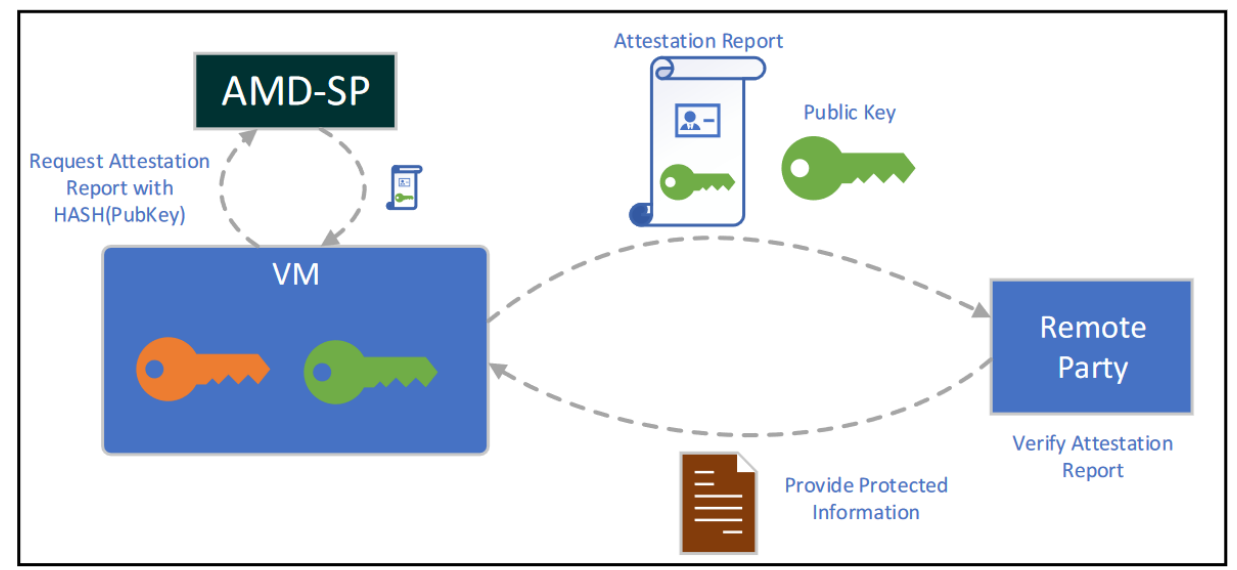 AMD-SP
Request Attestation
Report with
HASH(PubKey)
VM
Attestation Report
Public Key
Remote
Party
Verify Attestation
Report
Provide Protected
Information